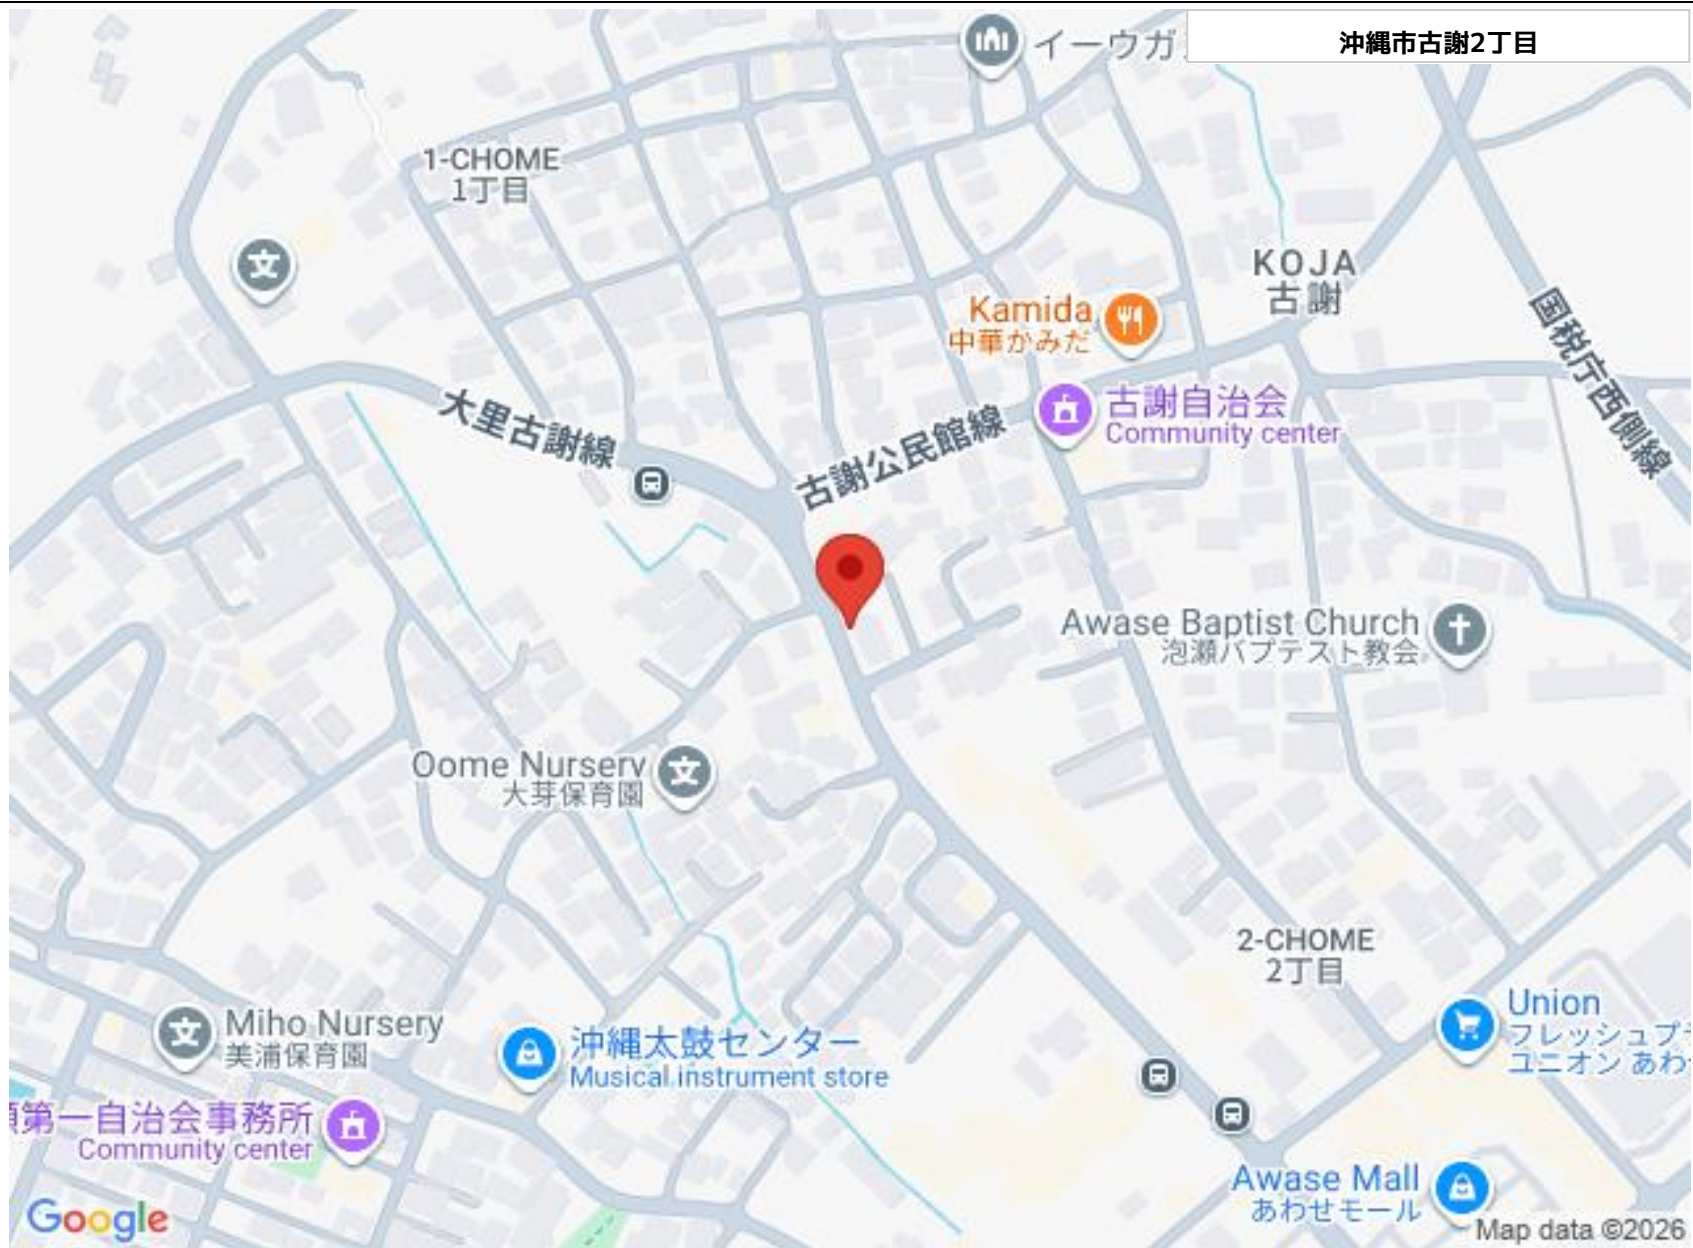 沖縄市古謝2丁目
イーウガ
1-CHOME
1丁目
KOJA
古謝
Kamida
中華かみだ
国税庁西側線
古謝自治会
Community center
大里古謝線
古謝公民館線
Awase Baptist Church
泡瀬バプテスト教会
Oome Nursery
大芽保育園
2-CHOME
2丁目
Union
フレッシュプラ
ユニオン あわ
Miho Nursery
美浦保育園
沖縄太鼓センター
Musical instrument store
第一自治会事務所
Community center
Awase Mall
あわせモール
Google
Map data ©2026